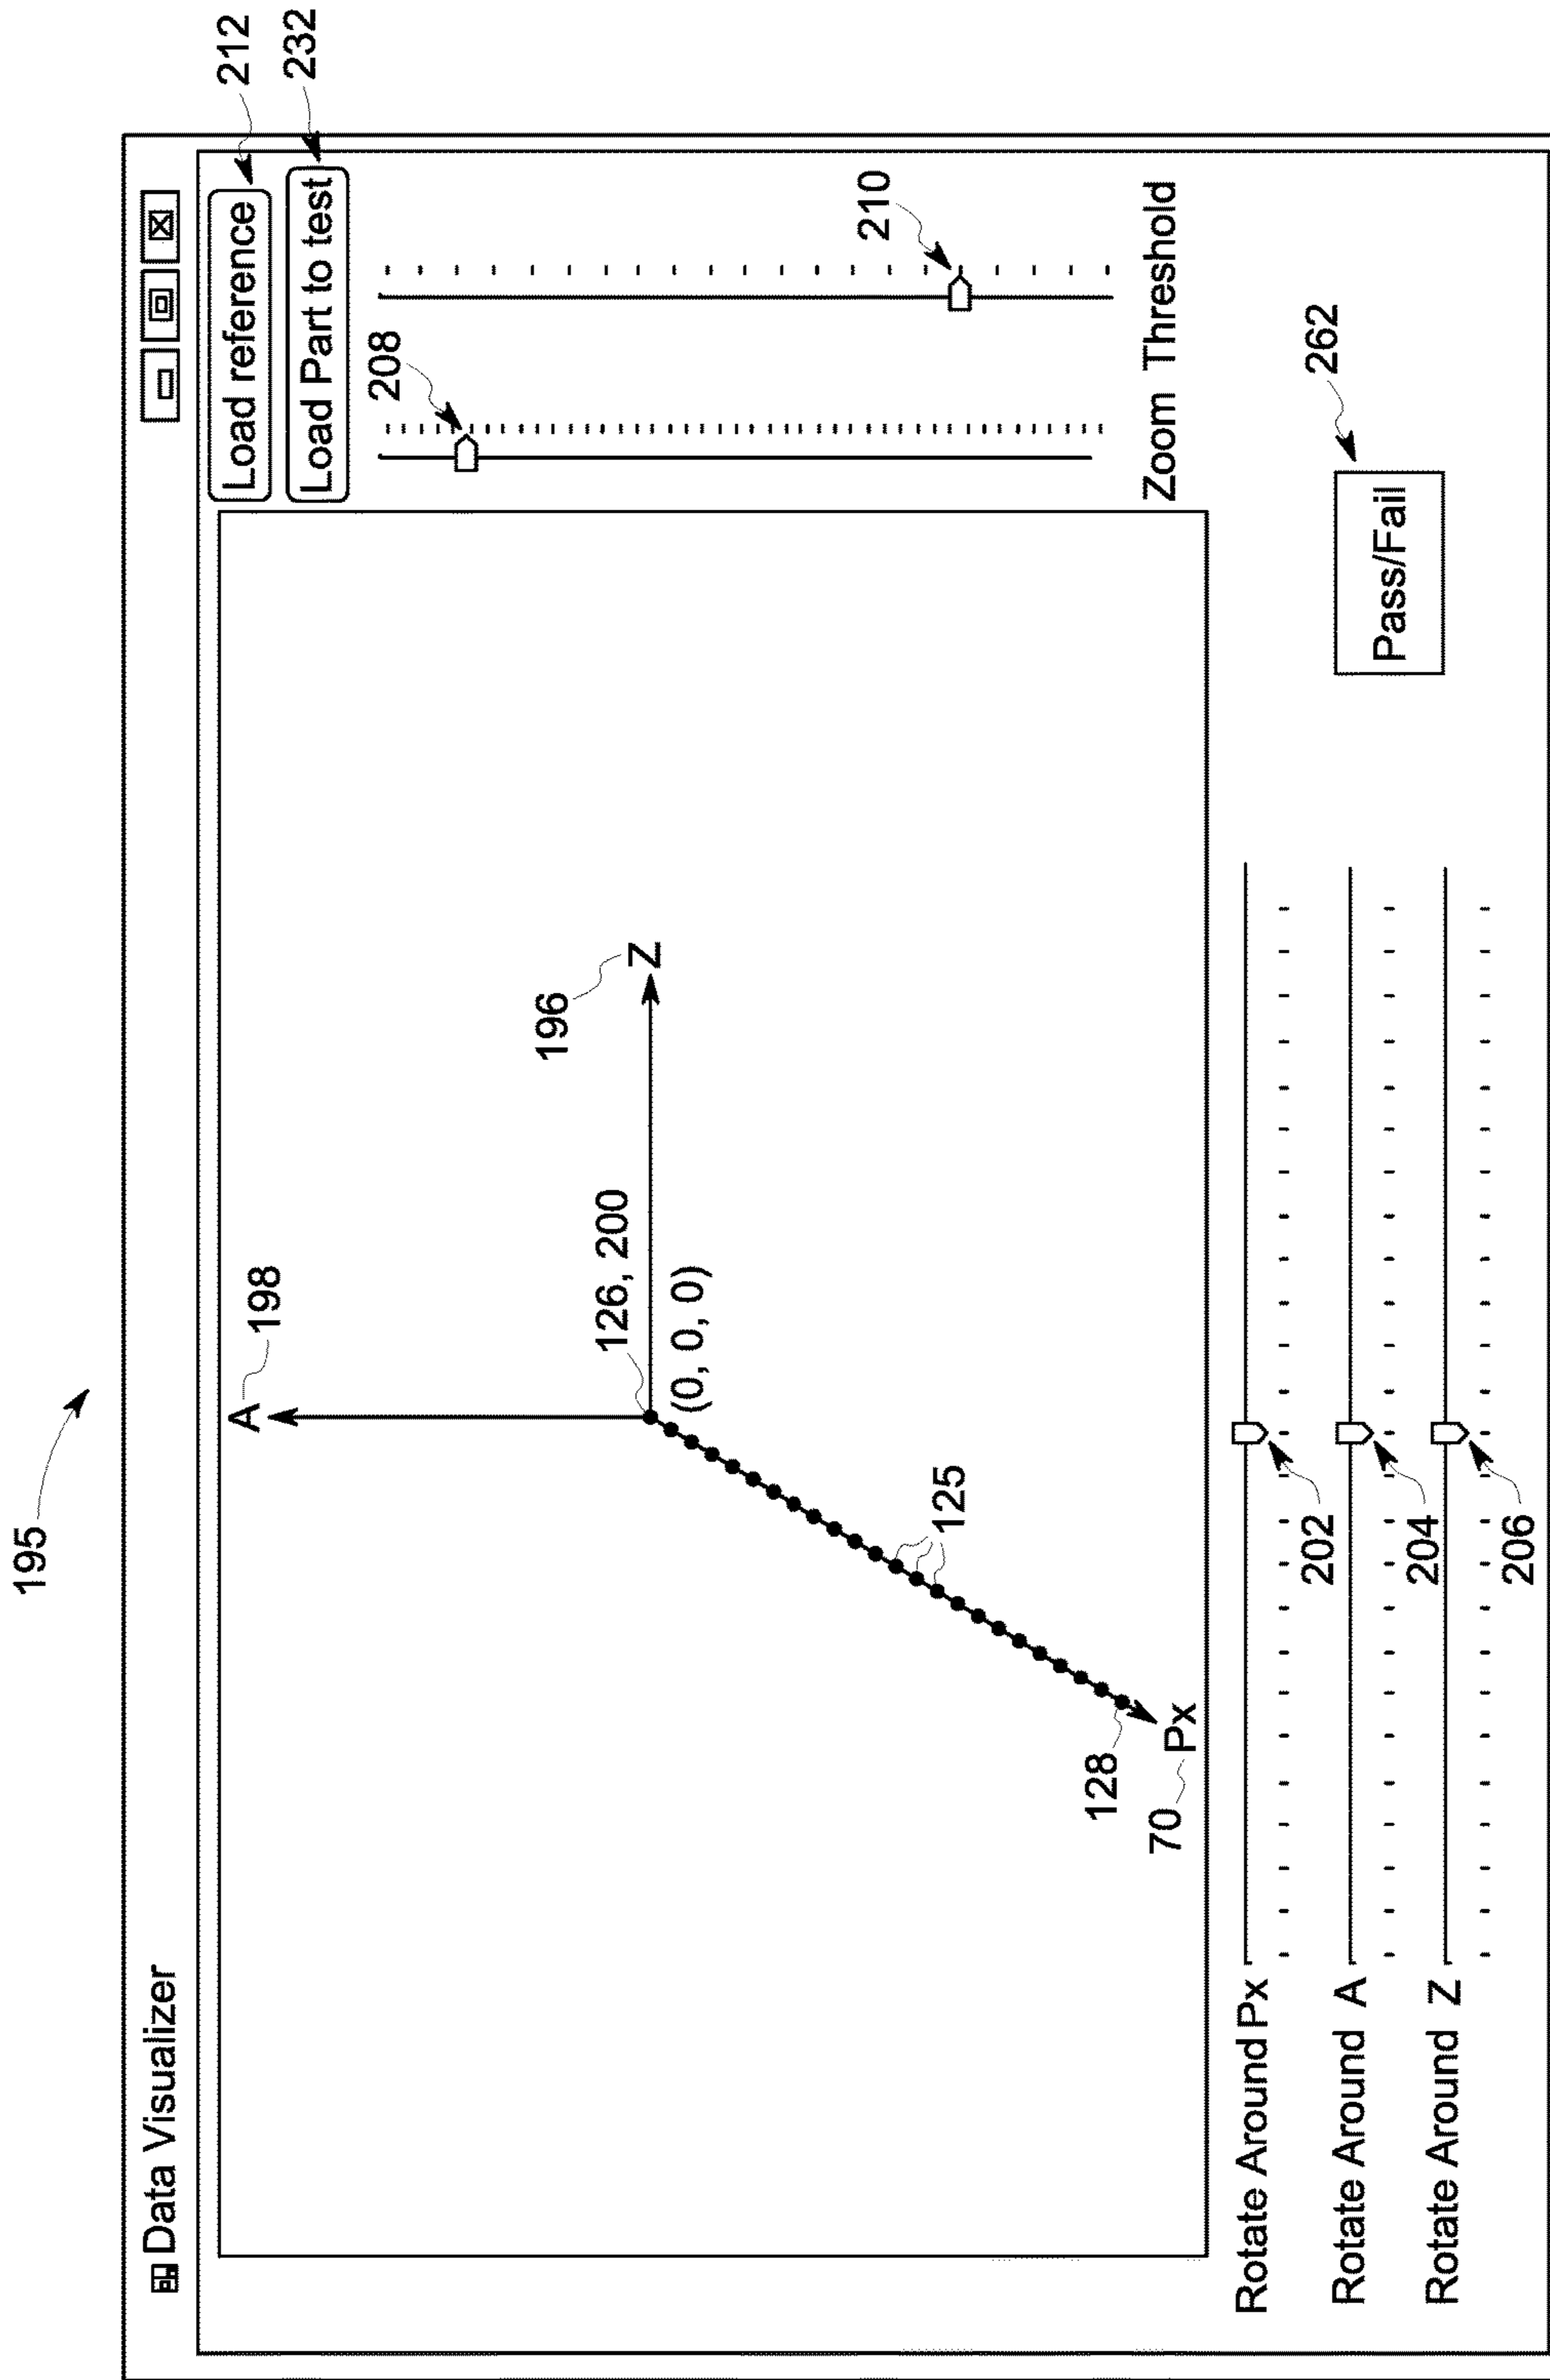 195
Data Visualizer
Load reference
212
Load Part to test
232
A
198
208
210
126, 200
(0, 0, 0)
196
Z
125
128
70
Px
Zoom Threshold
Rotate Around Px
202
Rotate Around A
204
Rotate Around Z
206
Pass/Fail
262